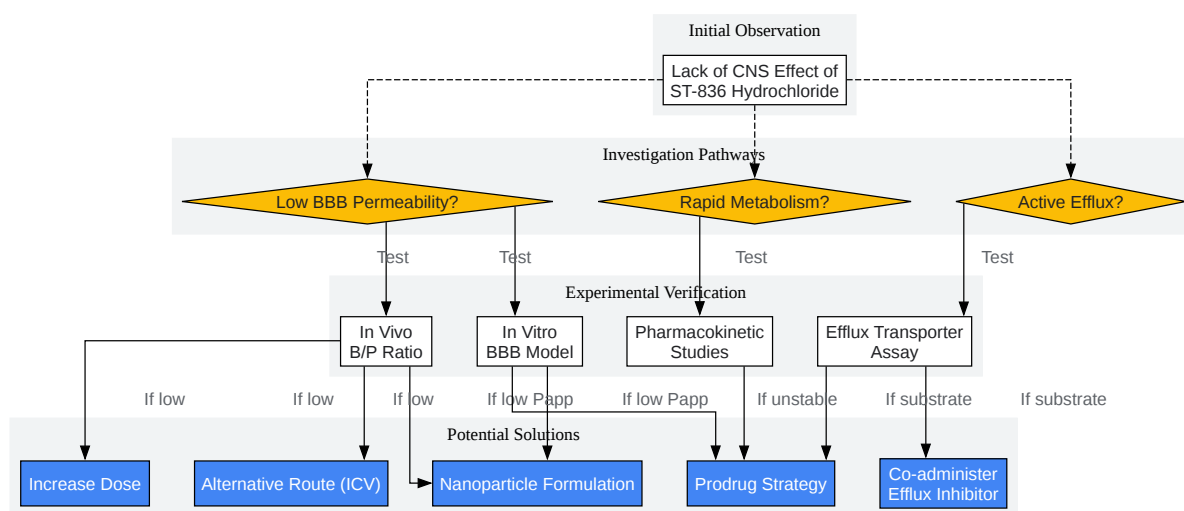 Initial Observation
Lack of CNS Effect of
ST-836 Hydrochloride
Investigation Pathways
Low BBB Permeability?
Rapid Metabolism?
Active Efflux?
Test
Test
Test
Test
Experimental Verification
In Vivo
B/P Ratio
In Vitro
BBB Model
Pharmacokinetic
Studies
Efflux Transporter
Assay
If low
If low
If low
If low Papp
If low Papp
If unstable
If substrate
If substrate
Potential Solutions
Increase Dose
Alternative Route (ICV)
Nanoparticle Formulation
Prodrug Strategy
Co-administer
Efflux Inhibitor